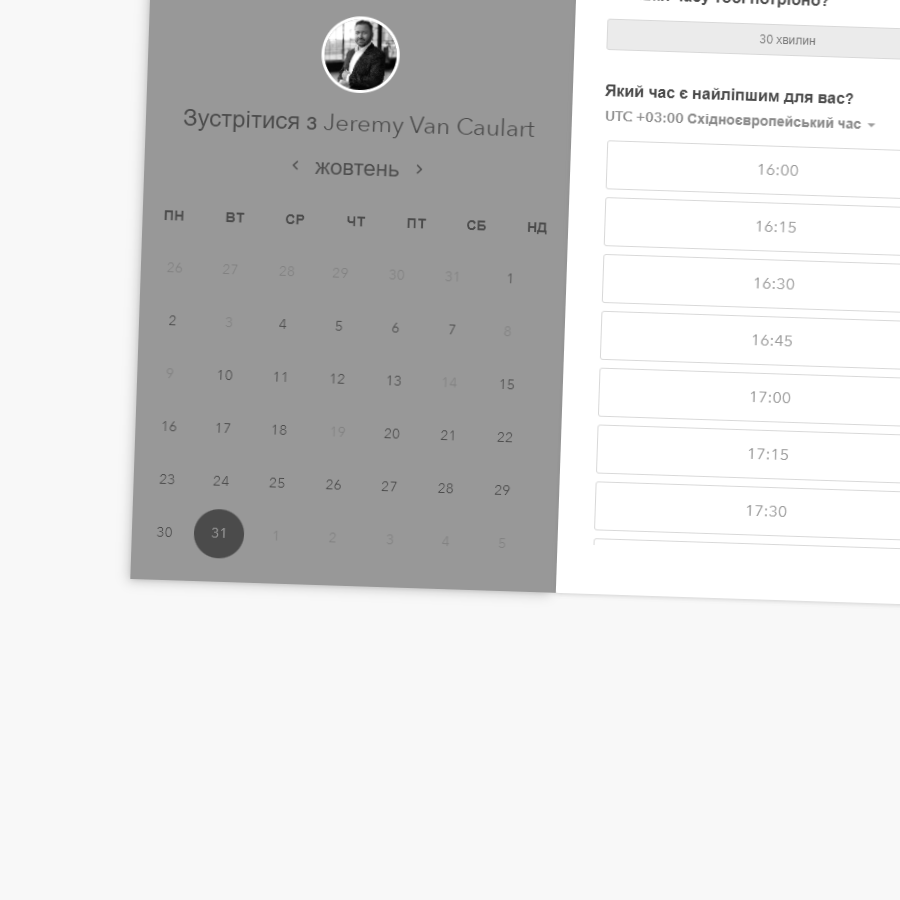 Зустрітися з Jeremy Van Caulart
жовтень
ПН ВТ СР ЧТ ПТ СБ НД
26 27 28 29 30 31 1
2 3 4 5 6 7 8
9 10 11 12 13 14 15
16 17 18 19 20 21 22
23 24 25 26 27 28 29
30 31 1 2 3 4 5
часу тобі потрібно?
30 хвилин
Який час є найліпшим для вас?
UTC +03:00 Східноєвропейський час
16:00
16:15
16:30
16:45
17:00
17:15
17:30